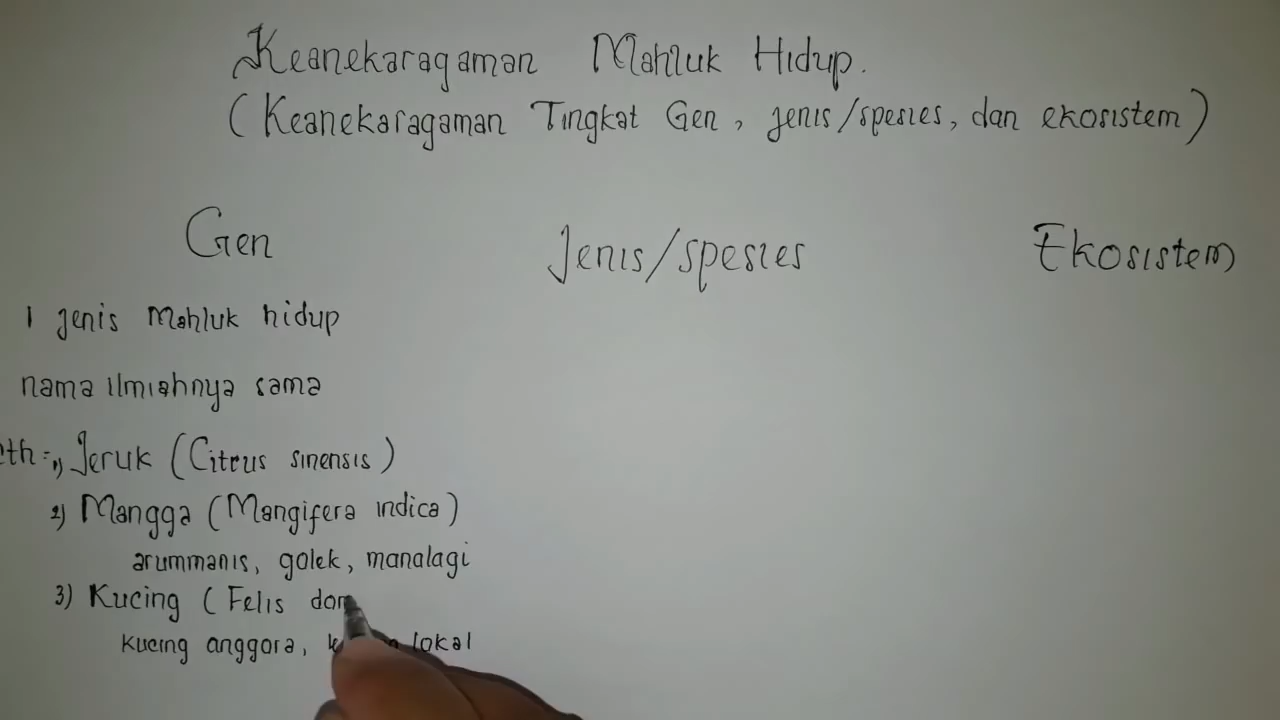 Keanekaragaman Mahluk Hidup.
(Keanekaragaman Tingkat Gen, jenis/spesies, dan ekosistem)
Gen
Jenis/spesies
Ekosistem
1 jenis Mahluk hidup
nama ilmiahnya sama
cth =1) Jeruk (Citrus sinensis)
2) Mangga (Mangifera indica)
arummanis, golek, manalagi
3) Kucing (Felis dom
kucing anggora, lokal